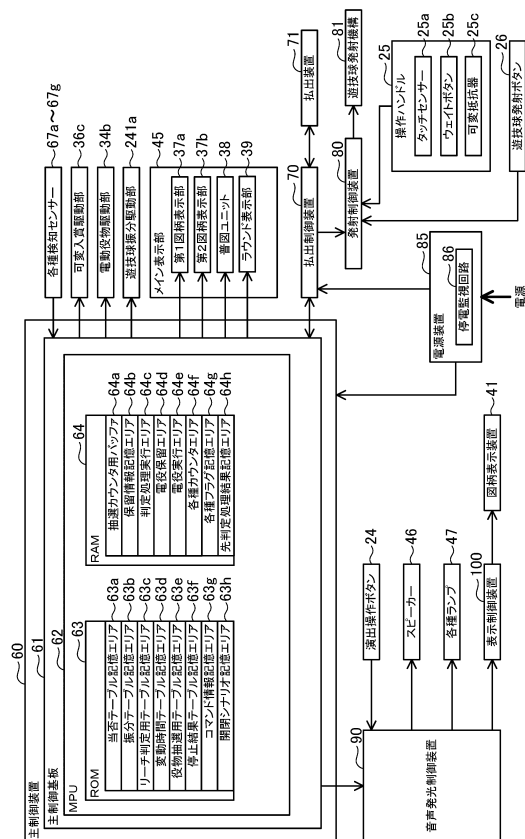 60
主制御装置
61
主制御基板
62
MPU
63
ROM
当否テーブル記憶エリア 63a
振分テーブル記憶エリア 63b
リーチ判定用テーブル記憶エリア 63c
変動時間テーブル記憶エリア 63d
役物抽選用テーブル記憶エリア 63e
停止結果テーブル記憶エリア 63f
コマンド情報記憶エリア 63g
開閉シナリオ記憶エリア 63h
64
RAM
抽選カウンタ用バッファ 64a
保留情報記憶エリア 64b
判定処理実行エリア 64c
電役保留エリア 64d
電役実行エリア 64e
各種カウンタエリア 64f
各種フラグ記憶エリア 64g
先判定処理結果記憶エリア 64h
各種検知センサー 67a～67g
可変入賞駆動部 36c
電動役物駆動部 34b
遊技球振分駆動部 241a
メイン表示部 45
第1図柄表示部 37a
第2図柄表示部 37b
普図ユニット 38
ラウンド表示部 39
払出制御装置 70
払出装置 71
発射制御装置 80
遊技球発射機構 81
操作ハンドル 25
タッチセンサー 25a
ウェイトボタン 25b
可変抵抗器 25c
遊技球発射ボタン 26
電源装置 85
停電監視回路 86
電源
90
音声発光制御装置
演出操作ボタン 24
スピーカー 46
各種ランプ 47
表示制御装置 100
図柄表示装置 41